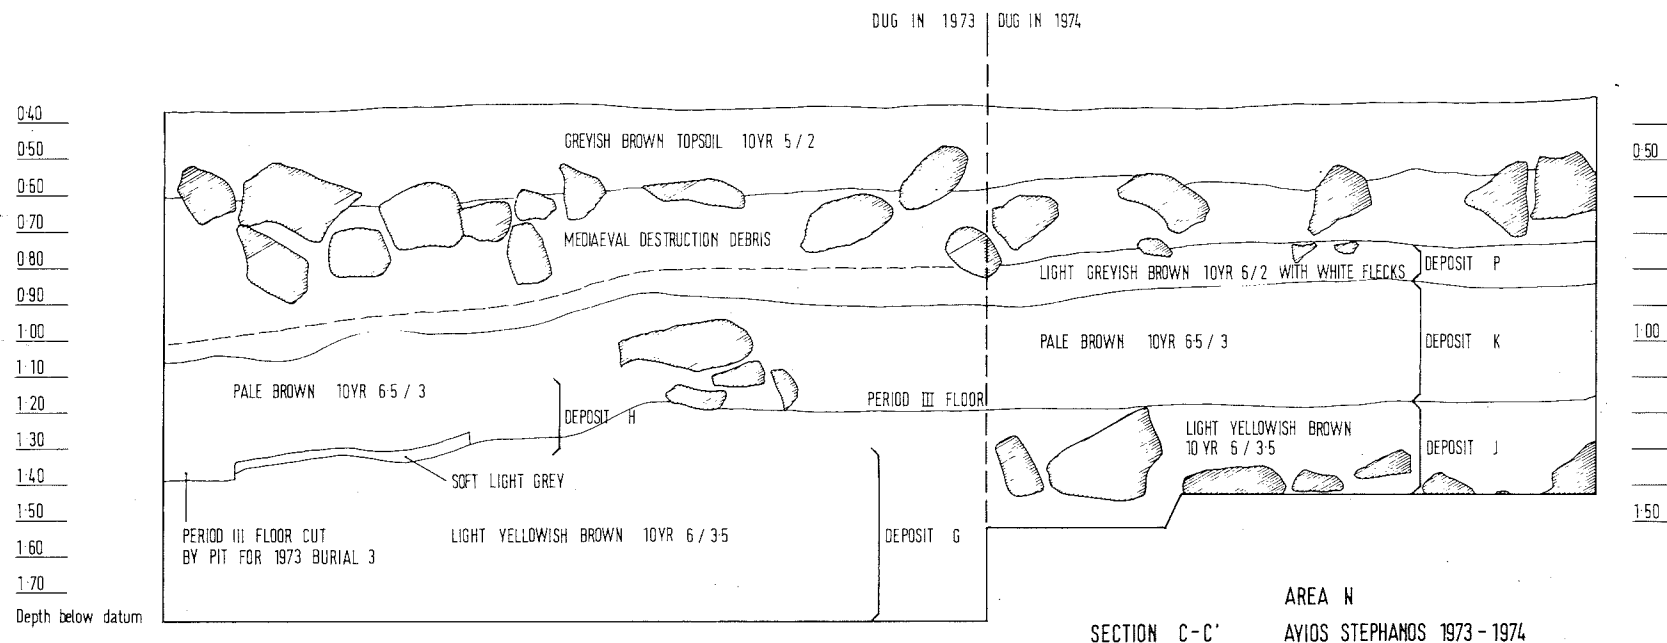 DUG IN 1973
DUG IN 1974
0·40
0·50
0·50
0·60
0·70
0·80
0·90
1·00
1·00
1·10
1·20
1·30
1·40
1·50
1·50
1·60
1·70
Depth below datum
GREYISH BROWN TOPSOIL 10YR 5/2
MEDIAEVAL DESTRUCTION DEBRIS
LIGHT GREYISH BROWN 10YR 6/2 WITH WHITE FLECKS
DEPOSIT P
PALE BROWN 10YR 6·5/3
DEPOSIT K
PALE BROWN 10YR 6·5/3
DEPOSIT H
PERIOD III FLOOR
LIGHT YELLOWISH BROWN
10 YR 6/3·5
DEPOSIT J
SOFT LIGHT GREY
PERIOD III FLOOR CUT
BY PIT FOR 1973 BURIAL 3
LIGHT YELLOWISH BROWN 10YR 6/3·5
DEPOSIT G
AREA N
SECTION C-C' AYIOS STEPHANOS 1973-1974